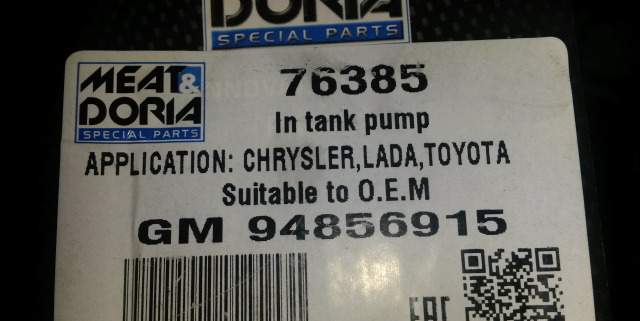 DORIA
SPECIAL PARTS
MEAT&
DORIA
SPECIAL PARTS
76385
In tank pump
APPLICATION: CHRYSLER,LADA,TOYOTA
Suitable to O.E.M
GM 94856915
EAC